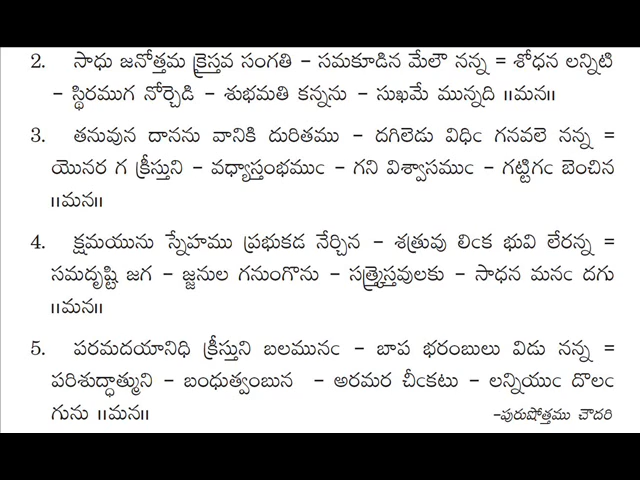 2. సాధు జనోత్తమ క్రైస్తవ సంగతి – సమకూడిన మేలౌ నన్న = శోధన లన్నిటి
– స్థిరముగ నోర్చెడి – శుభమతి కన్నను – సుఖమే మున్నది ॥మన॥
3. తనువున దానను వానికి దురితము – దగిలెడు విధిఁ గనవలె నన్న =
యొనర గ క్రీస్తుని – వధ్యాస్తంభముఁ – గని విశ్వాసముఁ – గట్టిగఁ బెంచిన
॥మన॥
4. క్షమయును స్నేహము ప్రభుకడ నేర్చిన – శత్రువు లిఁక భువి లేరన్న =
సమదృష్టి జగ – జ్జనుల గనుంగొను – సత్క్రైస్తవులకు – సాధన మనఁ దగు
॥మన॥
5. పరమదయానిధి క్రీస్తుని బలమునఁ – బాప భరంబులు విడు నన్న =
పరిశుద్ధాత్ముని – బంధుత్వంబున – అరమర చీఁకటు – లన్నియుఁ దొలఁ
గును ॥మన॥
–పురుషోత్తము చౌదరి